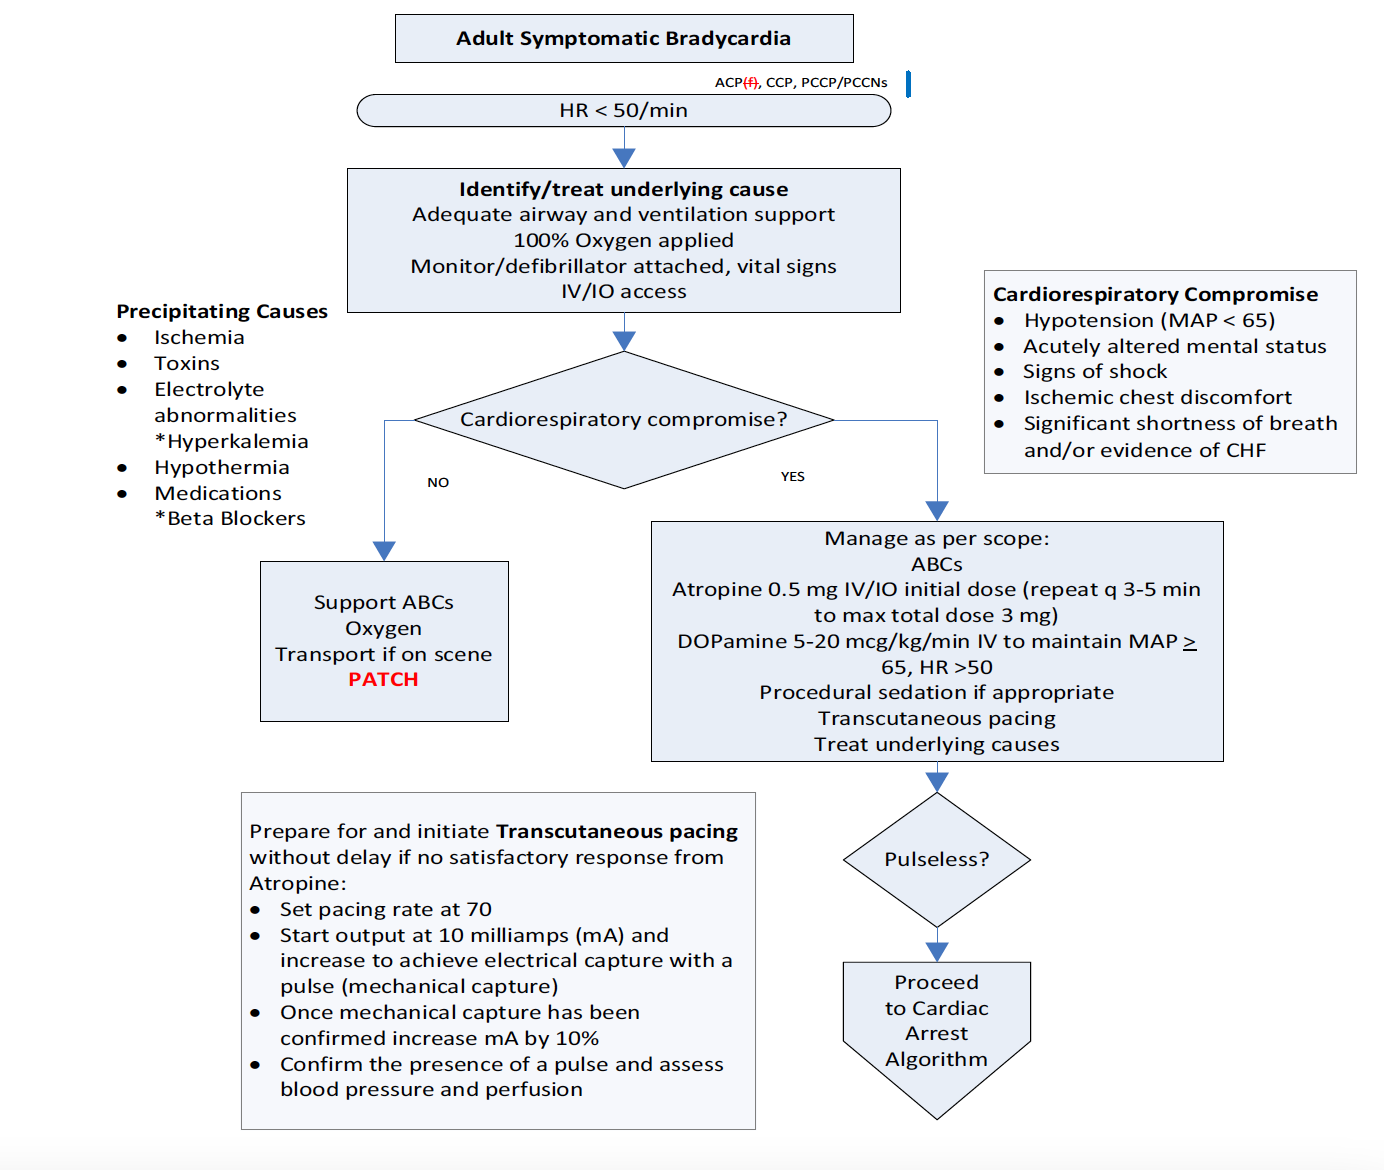 Adult Symptomatic Bradycardia
ACP(f), CCP, PCCP/PCCNs
HR < 50/min
Identify/treat underlying cause
Adequate airway and ventilation support
100% Oxygen applied
Monitor/defibrillator attached, vital signs
IV/IO access
Precipitating Causes
• Ischemia
• Toxins
• Electrolyte
abnormalities
*Hyperkalemia
• Hypothermia
• Medications
*Beta Blockers
Cardiorespiratory Compromise
• Hypotension (MAP < 65)
• Acutely altered mental status
• Signs of shock
• Ischemic chest discomfort
• Significant shortness of breath
and/or evidence of CHF
Cardiorespiratory compromise?
NO
YES
Support ABCs
Oxygen
Transport if on scene
PATCH
Manage as per scope:
ABCs
Atropine 0.5 mg IV/IO initial dose (repeat q 3-5 min
to max total dose 3 mg)
DOPamine 5-20 mcg/kg/min IV to maintain MAP ≥
65, HR >50
Procedural sedation if appropriate
Transcutaneous pacing
Treat underlying causes
Prepare for and initiate Transcutaneous pacing
without delay if no satisfactory response from
Atropine:
• Set pacing rate at 70
• Start output at 10 milliamps (mA) and
increase to achieve electrical capture with a
pulse (mechanical capture)
• Once mechanical capture has been
confirmed increase mA by 10%
• Confirm the presence of a pulse and assess
blood pressure and perfusion
Pulseless?
Proceed
to Cardiac
Arrest
Algorithm